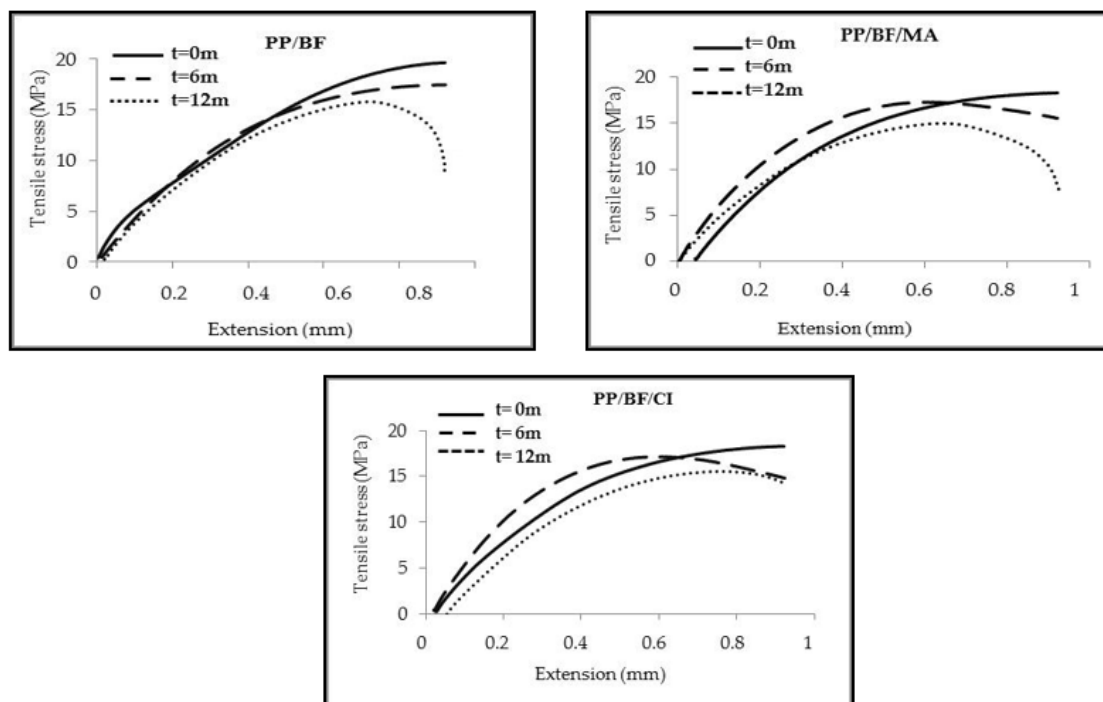 PP/BF
t=0m
t=6m
t=12m
Tensile stress (MPa)
20
15
10
5
0
0 0.2 0.4 0.6 0.8
Extension (mm)
PP/BF/MA
t= 0m
t=6m
t=12m
Tensile stress (MPa)
20
15
10
5
0
0 0.2 0.4 0.6 0.8 1
Extension (mm)
PP/BF/CI
t= 0m
t= 6m
t= 12m
Tensile stress (MPa)
20
15
10
5
0
0 0.2 0.4 0.6 0.8 1
Extension (mm)